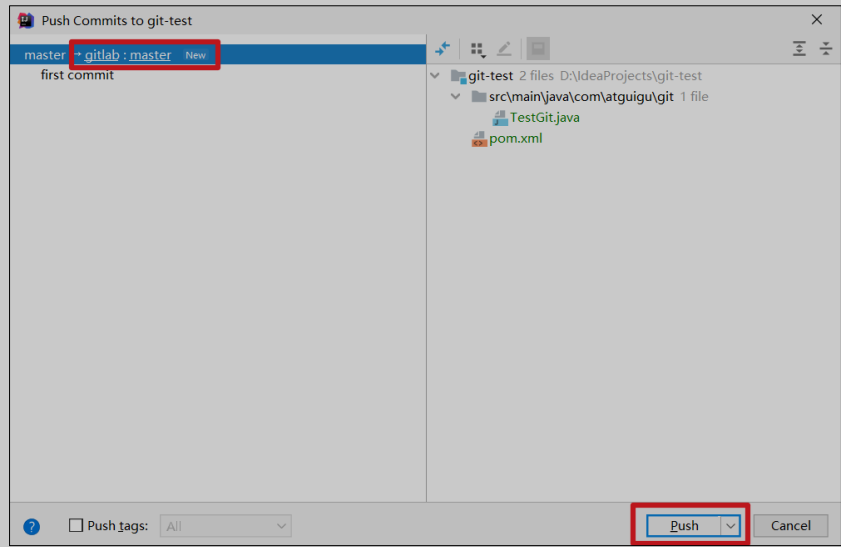 Push Commits to git-test
master → gitlab : master New
first commit
git-test 2 files D:\IdeaProjects\git-test
src\main\java\com\atguigu\git 1 file
TestGit.java
pom.xml
? Push tags: All
Push
Cancel